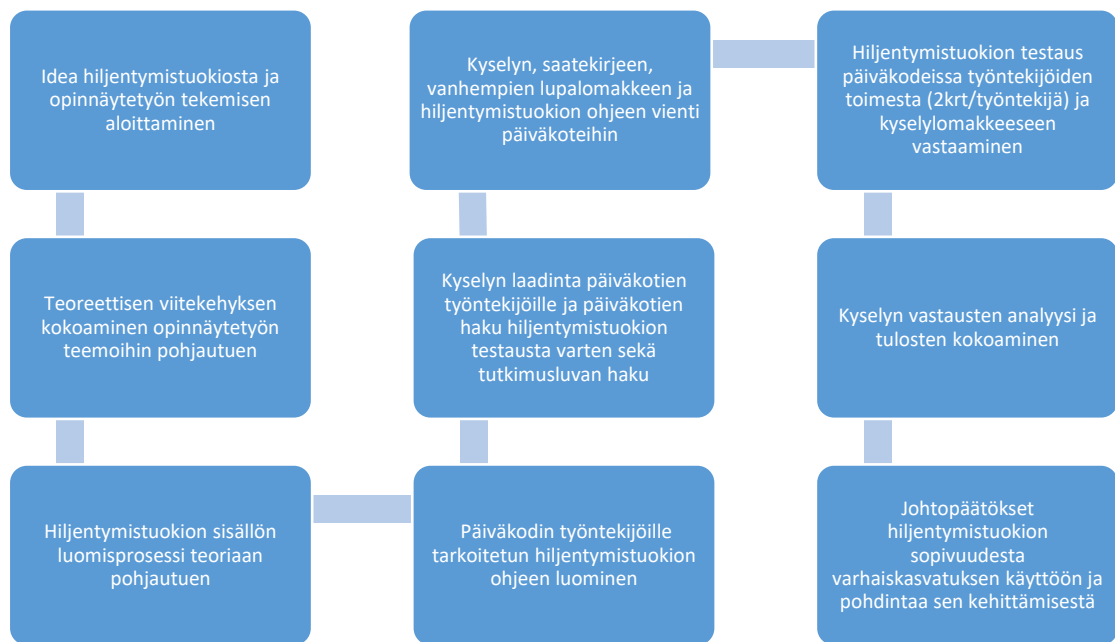 Idea hiljentymistuokiosta ja
opinnäytetyön tekemisen
aloittaminen
Teoreettisen viitekehyksen
kokoaminen opinnäytetyön
teemoihin pohjautuen
Hiljentymistuokion sisällön
luomisprosessi teoriaan
pohjautuen
Päiväkodin työntekijöille
tarkoitetun hiljentymistuokion
ohjeen luominen
Kyselyn laadinta päiväkotien
työntekijöille ja päiväkotien
haku hiljentymistuokion
testausta varten sekä
tutkimusluvan haku
Kyselyn, saatekirjeen,
vanhempien lupalomakkeen ja
hiljentymistuokion ohjeen vienti
päiväkoteihin
Hiljentymistuokion testaus
päiväkodeissa työntekijöiden
toimesta (2krt/työntekijä) ja
kyselylomakkeeseen
vastaaminen
Kyselyn vastausten analyysi ja
tulosten kokoaminen
Johtopäätökset
hiljentymistuokion
sopivuudesta
varhaiskasvatuksen käyttöön ja
pohdintaa sen kehittämisestä